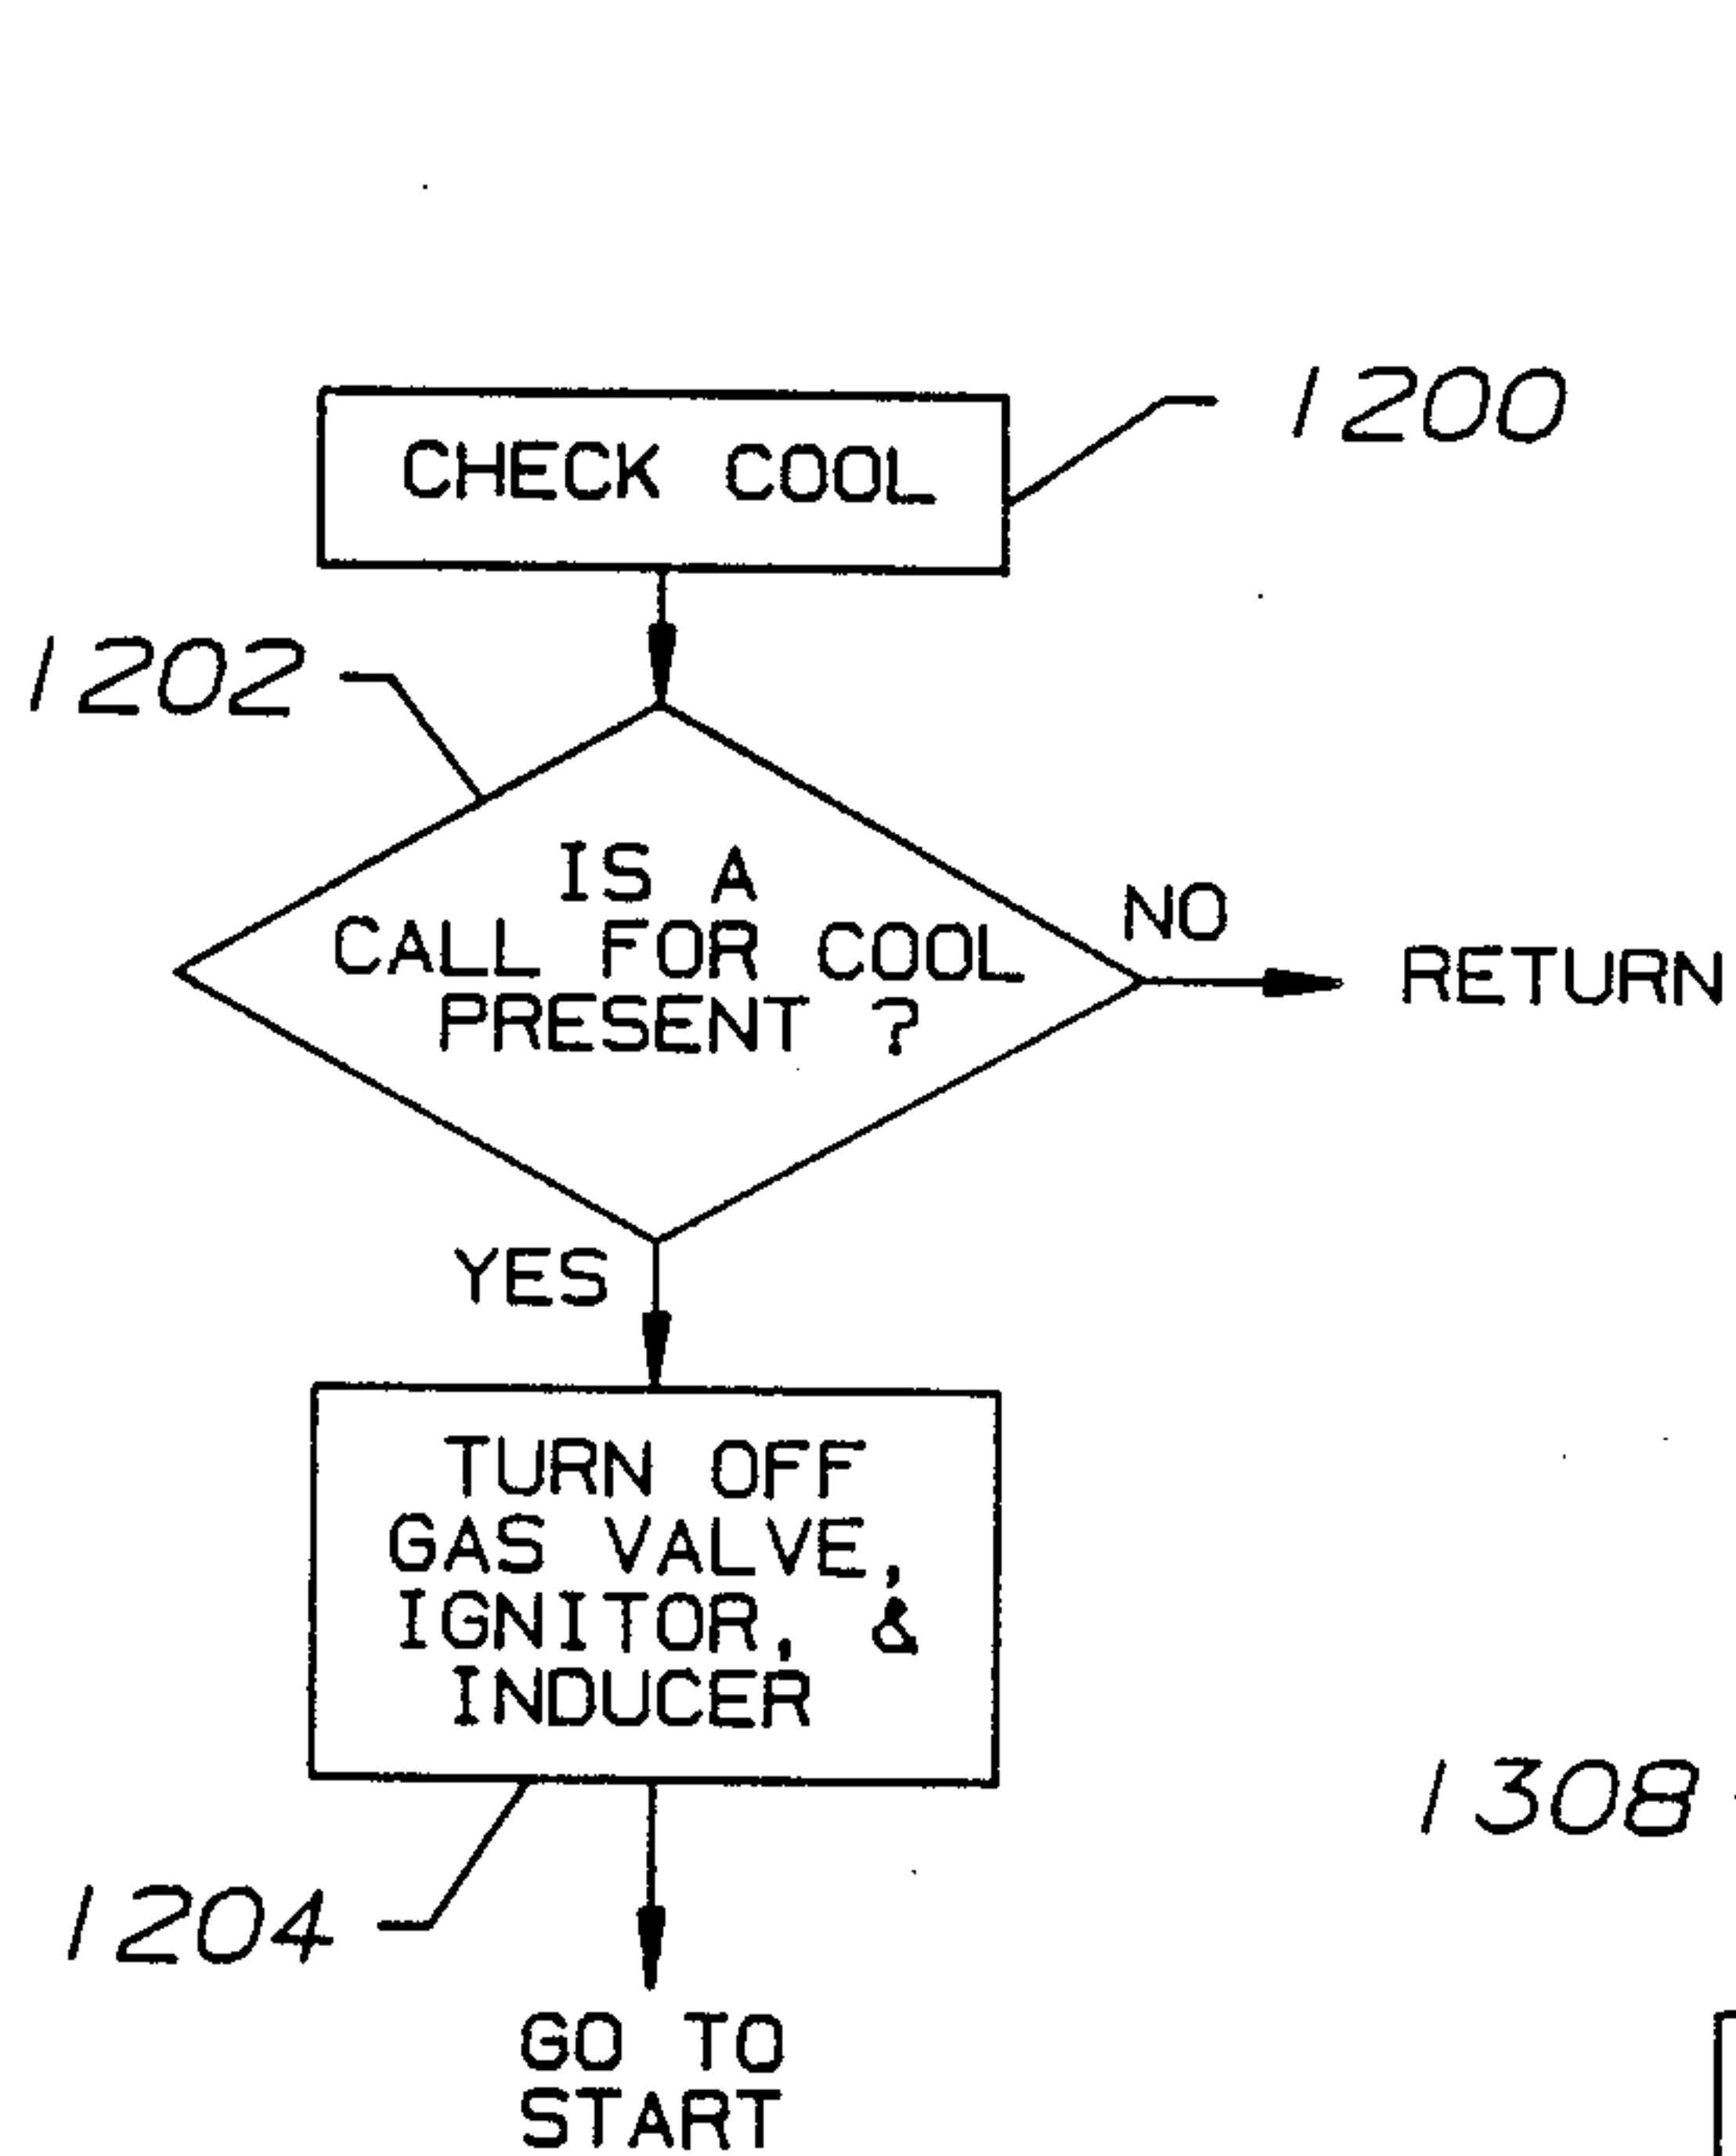 1200
CHECK COOL
1202
IS A
CALL FOR COOL
PRESENT ?
NO
RETURN
YES
TURN OFF
GAS VALVE,
IGNITOR, &
INDUCER
1308
1204
GO TO
START